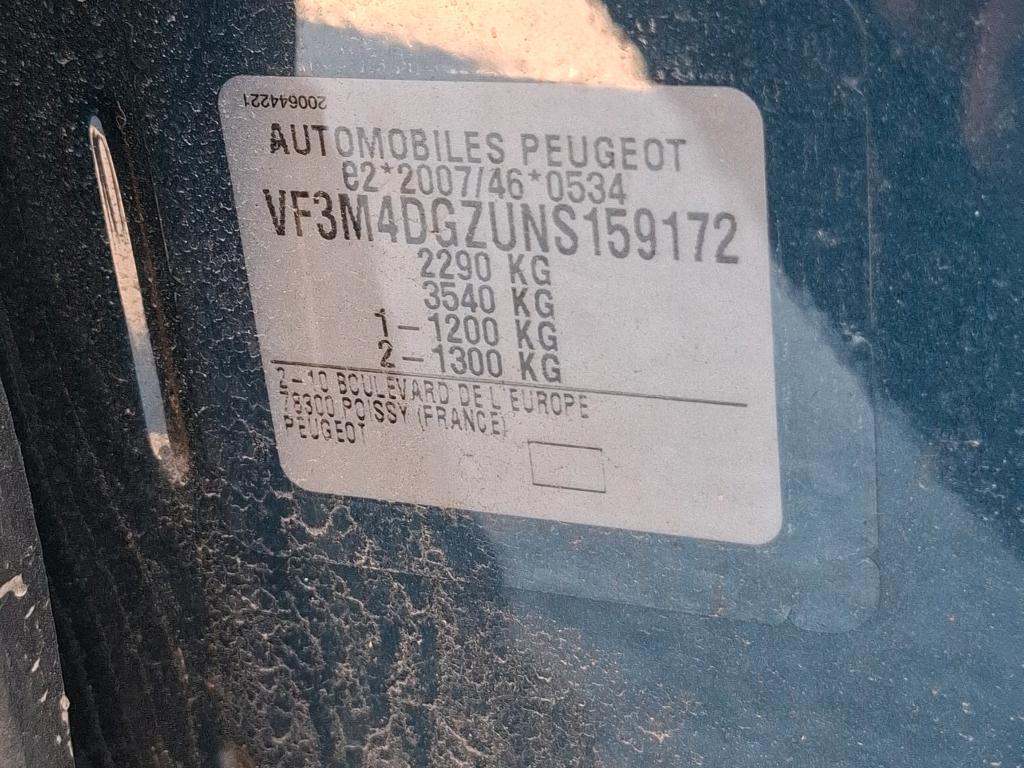 200644221
AUTOMOBILES PEUGEOT
e2*2007/46*0534
VF3M4DGZUNS159172
2290 KG
3540 KG
1-1200 KG
2-1300 KG
2-10 BOULEVARD DE L'EUROPE
78300 POISSY (FRANCE)
PEUGEOT